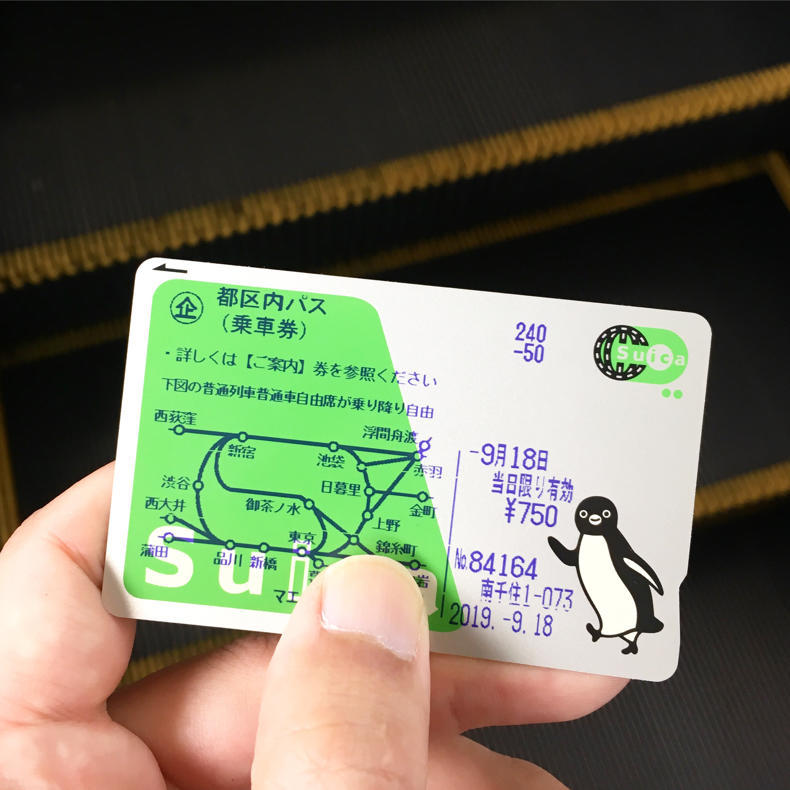 企 都区内パス
（乗車券）
・詳しくは【ご案内】券を参照ください
下図の普通列車普通車自由席が乗り降り自由
西荻窪
新宿
池袋
浮間舟渡
赤羽
渋谷
日暮里
金町
西大井
御茶ノ水
上野
蒲田
品川
新橋
東京
錦糸町
Su
マエ
240
-50
Suica
-9月18日
当日限り有効
¥750
No84164
南千住1-073
2019.-9.18